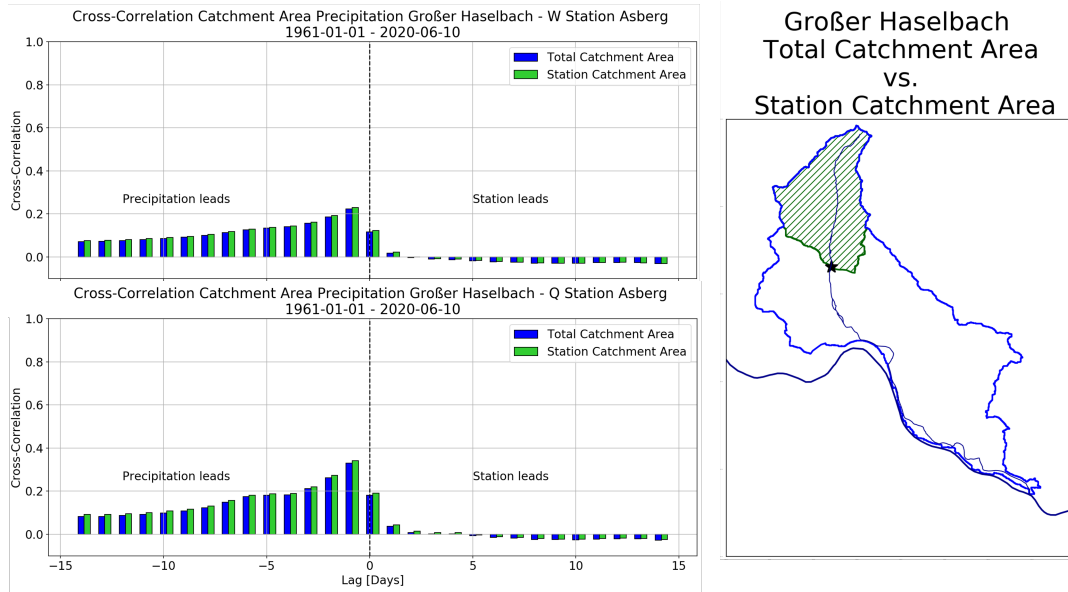 Cross-Correlation Catchment Area Precipitation Großer Haselbach - W Station Asberg
1961-01-01 - 2020-06-10
1.0
0.8
0.6
0.4
0.2
0.0
Cross-Correlation
Total Catchment Area
Station Catchment Area
Precipitation leads
Station leads
Cross-Correlation Catchment Area Precipitation Großer Haselbach - Q Station Asberg
1961-01-01 - 2020-06-10
1.0
0.8
0.6
0.4
0.2
0.0
Cross-Correlation
Total Catchment Area
Station Catchment Area
Precipitation leads
Station leads
−15 −10 −5 0 5 10 15
Lag [Days]
Großer Haselbach
Total Catchment Area
vs.
Station Catchment Area